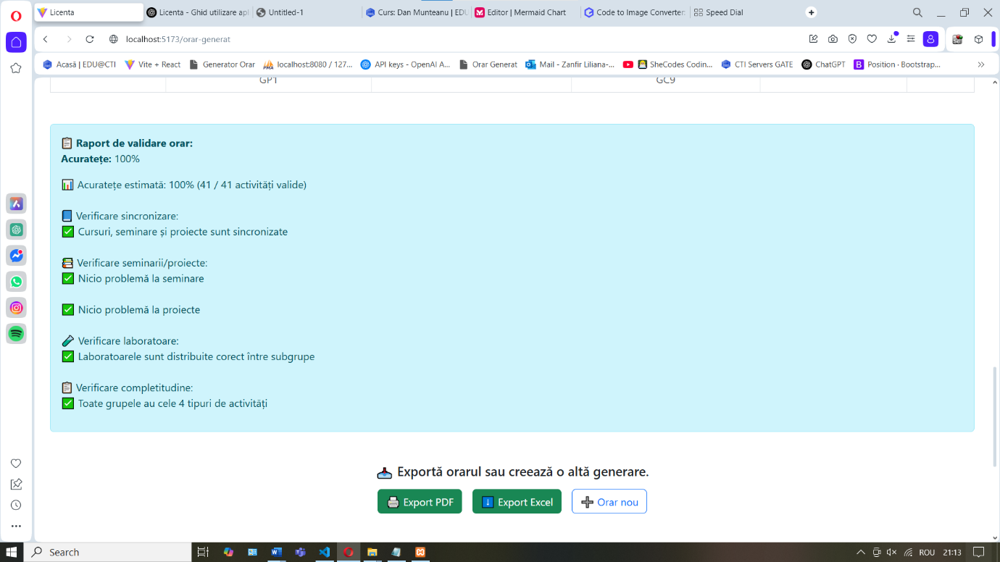 Licenta
Licenta - Ghid utilizare apl
Untitled-1
Curs: Dan Munteanu | EDU
Editor | Mermaid Chart
Code to Image Converter:
Speed Dial
localhost:5173/orar-generat
Acasă | EDU@CTI
Vite + React
Generator Orar
localhost:8080 / 127...
API keys - OpenAI A...
Orar Generat
Mail - Zanfir Liliana-...
SheCodes Codin...
CTI Servers GATE
ChatGPT
Position · Bootstrap...
GP1
GC9
📋 Raport de validare orar:
Acuratețe: 100%
📊 Acuratețe estimată: 100% (41 / 41 activități valide)
📘 Verificare sincronizare:
✅ Cursuri, seminare și proiecte sunt sincronizate
📚 Verificare seminarii/proiecte:
✅ Nicio problemă la seminare
✅ Nicio problemă la proiecte
🧪 Verificare laboratoare:
✅ Laboratoarele sunt distribuite corect între subgrupe
📋 Verificare completitudine:
✅ Toate grupele au cele 4 tipuri de activități
📥 Exportă orarul sau creează o altă generare.
🖨️ Export PDF
⬇️ Export Excel
➕ Orar nou
Search
ROU
21:13